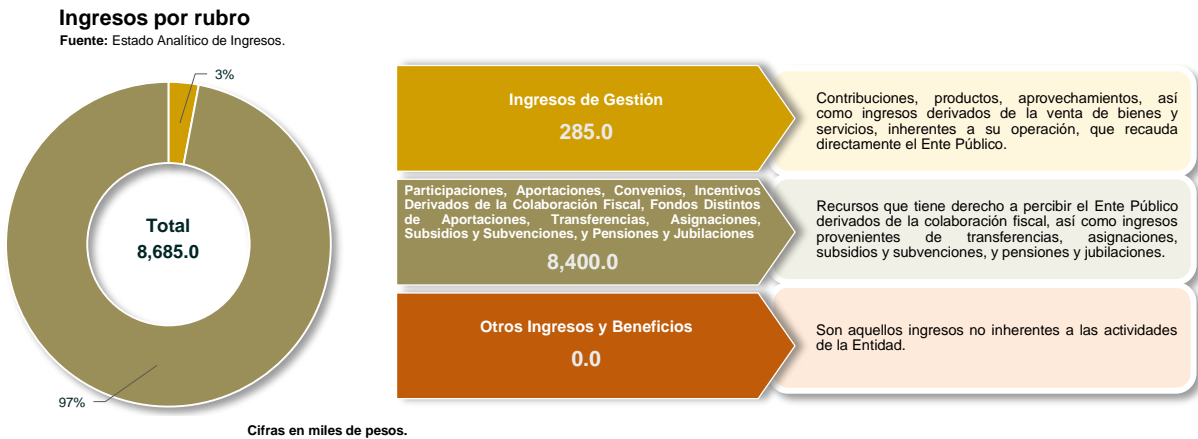 Ingresos por rubro
Fuente: Estado Analítico de Ingresos.
3%
Total
8,685.0
97%
Ingresos de Gestión
285.0
Contribuciones, productos, aprovechamientos, así
como ingresos derivados de la venta de bienes y
servicios, inherentes a su operación, que recauda
directamente el Ente Público.
Participaciones, Aportaciones, Convenios, Incentivos
Derivados de la Colaboración Fiscal, Fondos Distintos
de Aportaciones, Transferencias, Asignaciones,
Subsidios y Subvenciones, y Pensiones y Jubilaciones
8,400.0
Recursos que tiene derecho a percibir el Ente Público
derivados de la colaboración fiscal, así como ingresos
provenientes de transferencias, asignaciones,
subsidios y subvenciones, y pensiones y jubilaciones.
Otros Ingresos y Beneficios
0.0
Son aquellos ingresos no inherentes a las actividades
de la Entidad.
Cifras en miles de pesos.